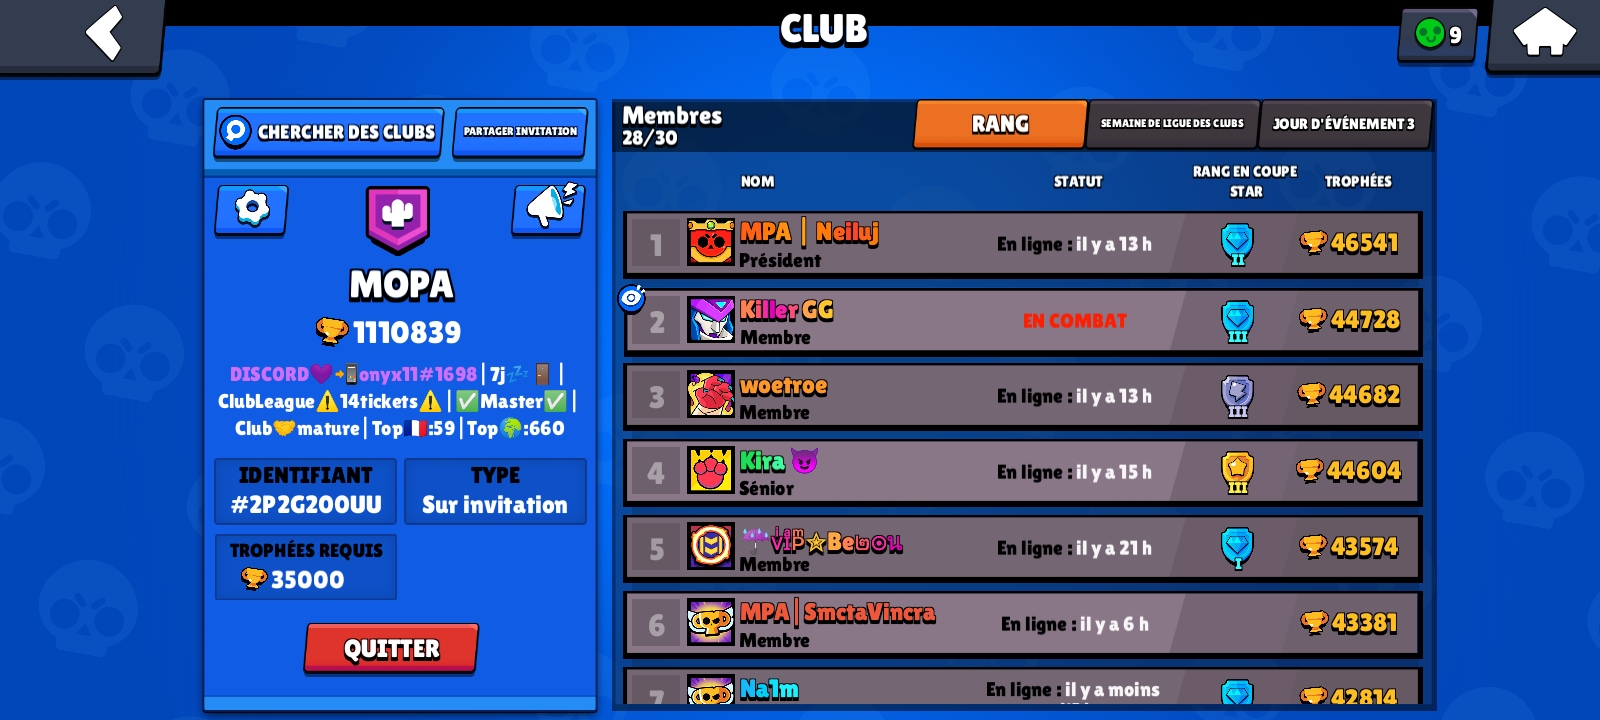 CLUB
9
CHERCHER DES CLUBS
PARTAGER INVITATION
MOPA
1110839
DISCORD💜➡📱onyx11#1698|7j💤🚪|
ClubLeague⚠️14tickets⚠️|✅Master✅|
Club🤝mature|Top🇫🇷:59|Top🌍:660
IDENTIFIANT
#2P2G200UU
TYPE
Sur invitation
TROPHÉES REQUIS
35000
QUITTER
Membres
28/30
RANG
SEMAINE DE LIGUE DES CLUBS
JOUR D'ÉVÉNEMENT 3
NOM
STATUT
RANG EN COUPE
STAR
TROPHÉES
1
MPA | Neiluj
Président
En ligne : il y a 13 h
II
46541
2
Killer GG
Membre
EN COMBAT
III
44728
3
woetroe
Membre
En ligne : il y a 13 h
III
44682
4
Kira 😈
Sénior
En ligne : il y a 15 h
III
44604
5
Membre
En ligne : il y a 21 h
I
43574
6
MPA|SmctaVincra
Membre
En ligne : il y a 6 h
43381
7
Na1m
En ligne : il y a moins
42814